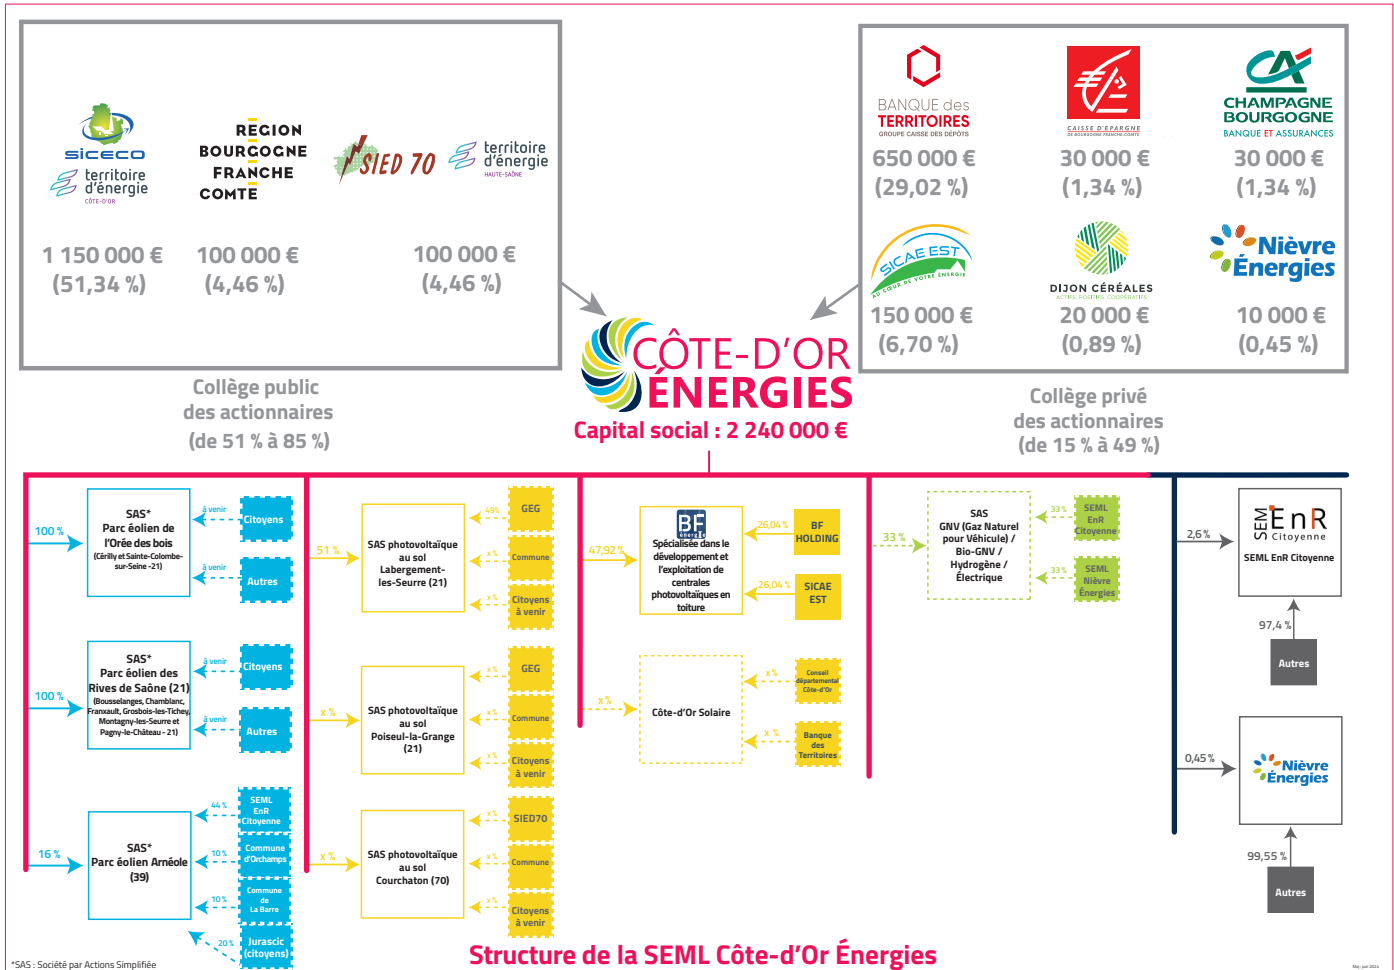 siceco
territoire
d'énergie
CÔTE-D'OR
1 150 000 €
(51,34 %)
REGION
BOURGOGNE
FRANCHE
COMTE
100 000 €
(4,46 %)
SIED 70
territoire
d'énergie
HAUTE-SAÔNE
100 000 €
(4,46 %)
Collège public
des actionnaires
(de 51 % à 85 %)
BANQUE des
TERRITOIRES
GROUPE CAISSE DES DÉPÔTS
650 000 €
(29,02 %)
CAISSE D'EPARGNE
DE BOURGOGNE FRANCHE-COMTE
30 000 €
(1,34 %)
CA
CHAMPAGNE
BOURGOGNE
BANQUE ET ASSURANCES
30 000 €
(1,34 %)
SICAE EST
AU CŒUR DE VOTRE ÉNERGIE
150 000 €
(6,70 %)
DIJON CÉRÉALES
ACTIFS, POSITIFS, COOPÉRATIFS
20 000 €
(0,89 %)
Nièvre
Énergies
10 000 €
(0,45 %)
Collège privé
des actionnaires
(de 15 % à 49 %)
CÔTE-D'OR
ÉNERGIES
Capital social : 2 240 000 €
100 %
SAS*
Parc éolien de
l'Orée des bois
(Cérilly et Sainte-Colombe-
sur-Seine -21)
à venir
Citoyens
à venir
Autres
100 %
SAS*
Parc éolien des
Rives de Saône (21)
(Bousselanges, Chamblanc,
Franxault, Grosbois-les-Tichey,
Montagny-les-Seurre et
Pagny-le-Château - 21)
à venir
Citoyens
à venir
Autres
16 %
SAS*
Parc éolien Arnéole
(39)
44 %
SEML
EnR
Citoyenne
10 %
Commune
d'Orchamps
10 %
Commune
de
La Barre
20 %
Jurascic
(citoyens)
51 %
SAS photovoltaïque
au sol
Labergement-
les-Seurre (21)
49%
GEG
x %
Commune
x %
Citoyens
à venir
x %
SAS photovoltaïque
au sol
Poiseul-la-Grange
(21)
x %
GEG
x %
Commune
x %
Citoyens
à venir
x %
SAS photovoltaïque
au sol
Courchaton (70)
x %
SIED70
x %
Commune
x %
Citoyens
à venir
47,92 %
BF
énergie
Spécialisée dans le
développement et
l'exploitation de
centrales
photovoltaïques en
toiture
26,04 %
BF
HOLDING
26,04 %
SICAE
EST
x %
Côte-d'Or Solaire
x %
Conseil
départemental
Côte-d'Or
x %
Banque
des
Territoires
33 %
SAS
GNV (Gaz Naturel
pour Véhicule) /
Bio-GNV /
Hydrogène /
Électrique
33 %
SEML
EnR
Citoyenne
33 %
SEML
Nièvre
Énergies
2,6 %
SEM EnR
Citoyenne
SEML EnR Citoyenne
97,4 %
Autres
0,45 %
Nièvre
Énergies
99,55 %
Autres
Structure de la SEML Côte-d'Or Énergies
*SAS : Société par Actions Simplifiée
Maj : juin 2024